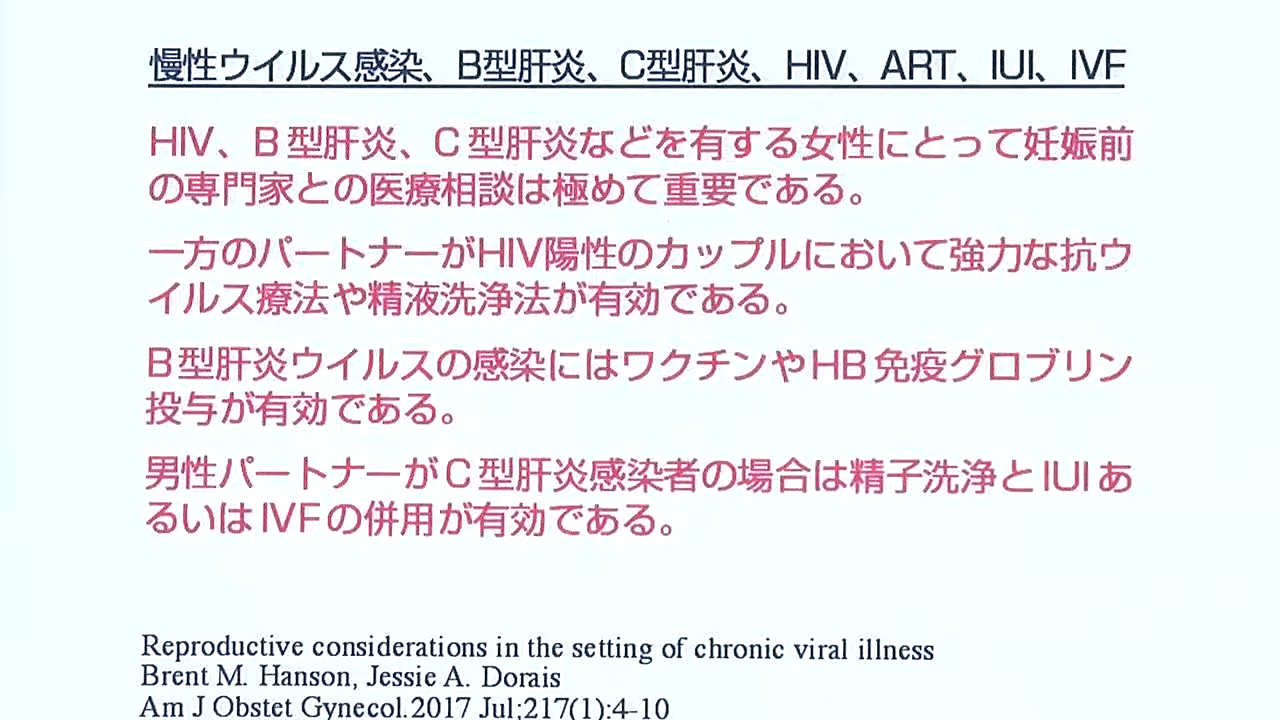 慢性ウイルス感染、B型肝炎、C型肝炎、HIV、ART、IUI、IVF
HIV、B型肝炎、C型肝炎などを有する女性にとって妊娠前
の専門家との医療相談は極めて重要である。
一方のパートナーがHIV陽性のカップルにおいて強力な抗ウ
イルス療法や精液洗浄法が有効である。
B型肝炎ウイルスの感染にはワクチンやHB免疫グロブリン
投与が有効である。
男性パートナーがC型肝炎感染者の場合は精子洗浄とIUIあ
るいはIVFの併用が有効である。
Reproductive considerations in the setting of chronic viral illness
Brent M. Hanson, Jessie A. Dorais
Am J Obstet Gynecol.2017 Jul;217(1):4-10